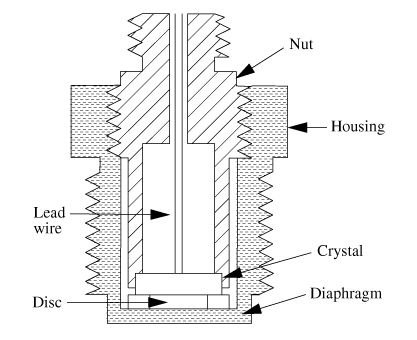 Nut
Housing
Lead
wire
Crystal
Disc
Diaphragm